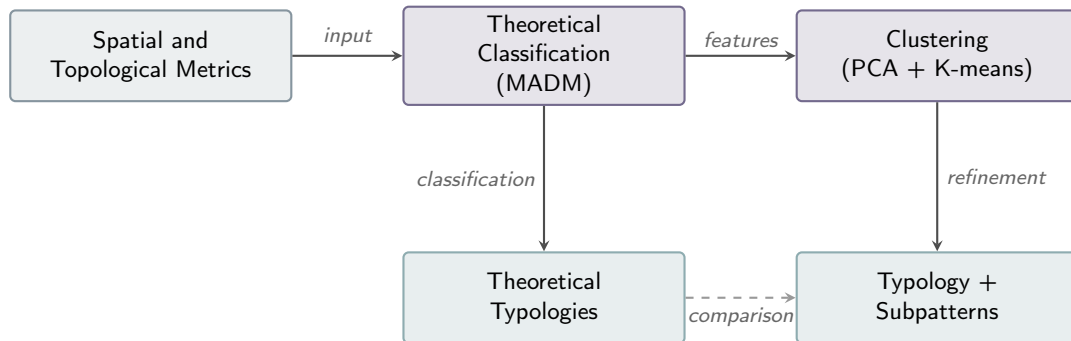 Spatial and
Topological Metrics
input
Theoretical
Classification
(MADM)
features
Clustering
(PCA + K-means)
classification
refinement
Theoretical
Typologies
comparison
Typology +
Subpatterns